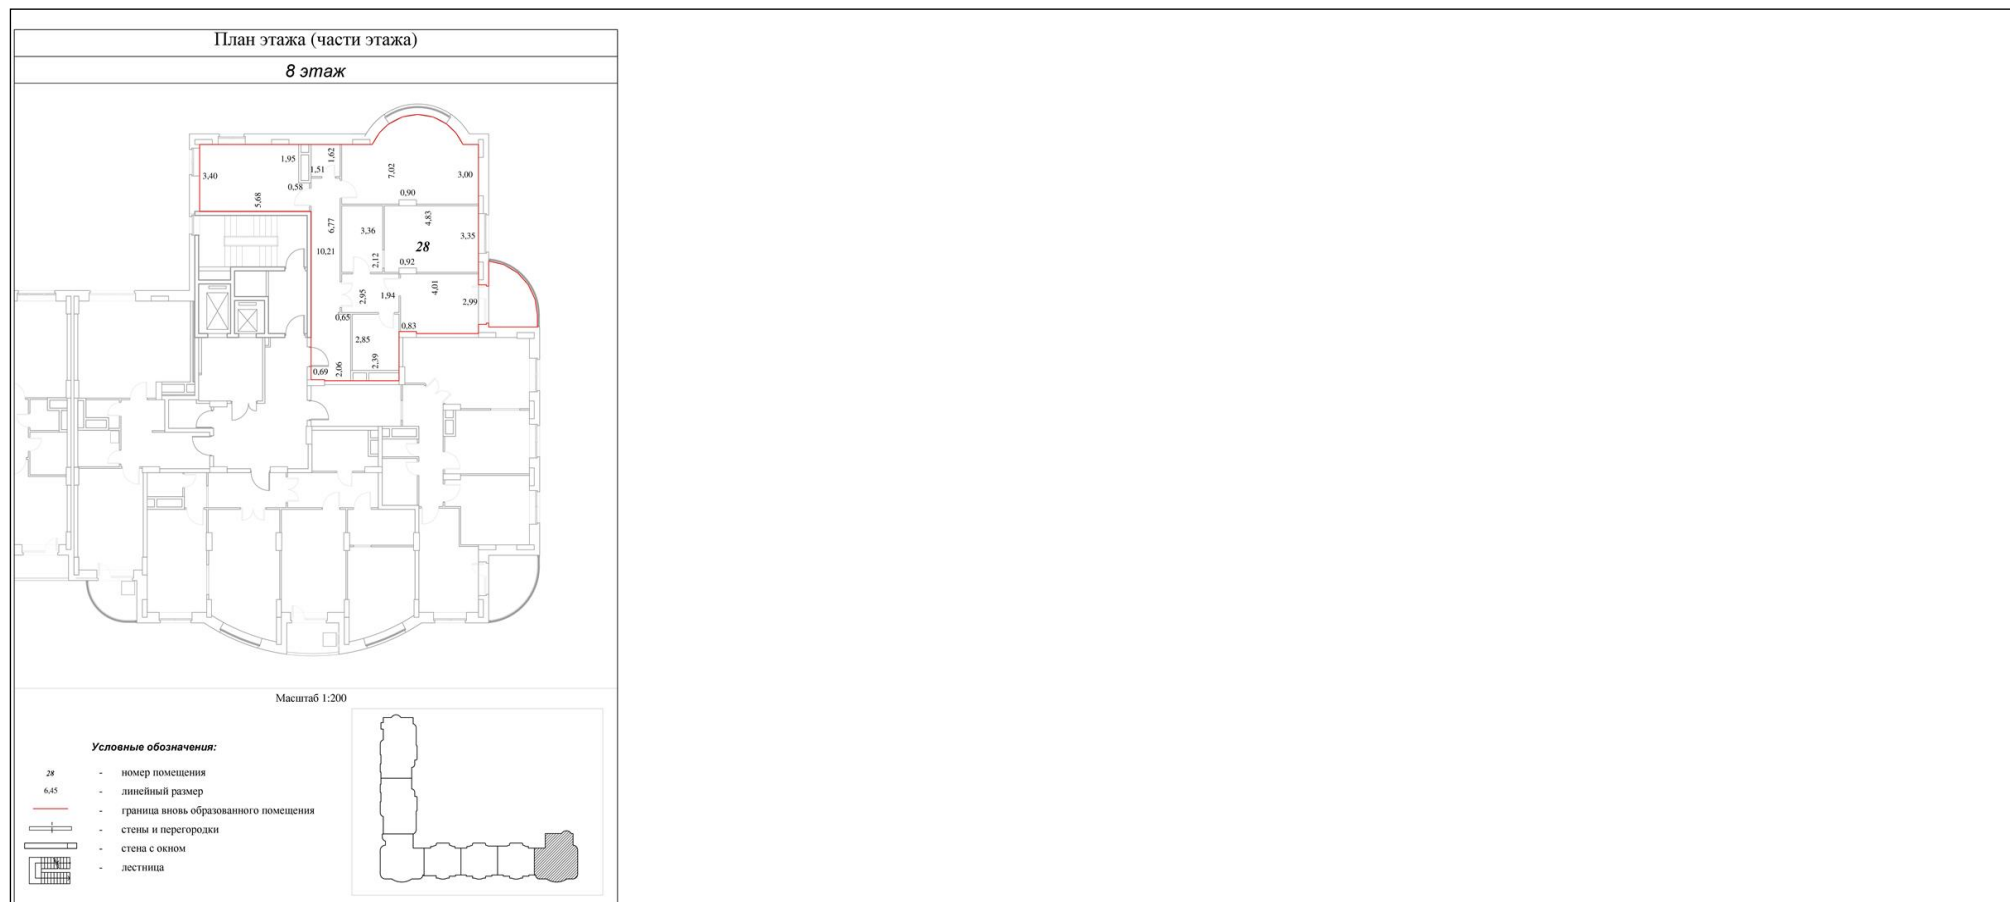 План этажа (части этажа)
8 этаж
1,95
1,62
3,40
1,51
7,02
3,00
0,58
0,90
5,68
4,83
6,77
3,36
3,35
28
10,21
2,12
0,92
4,01
2,95
1,94
2,99
0,65
0,83
2,85
2,39
0,69
2,06
Масштаб 1:200
Условные обозначения:
28 - номер помещения
6,45 - линейный размер
- граница вновь образованного помещения
- стены и перегородки
- стена с окном
- лестница